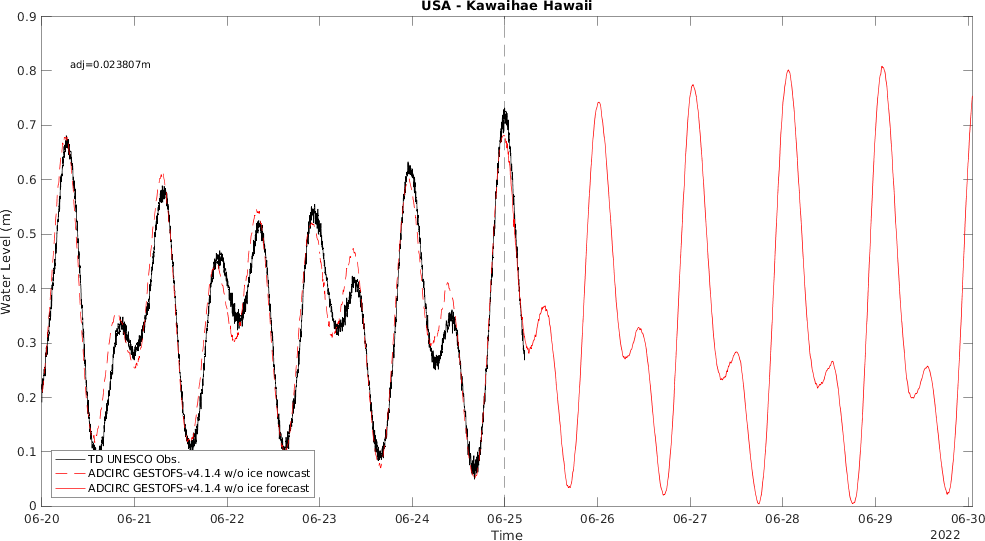 USA - Kawaihae Hawaii
0.9
0.8
0.7
0.6
0.5
0.4
0.3
0.2
0.1
0
Water Level (m)
adj=0.023807m
TD UNESCO Obs.
ADCIRC GESTOFS-v4.1.4 w/o ice nowcast
ADCIRC GESTOFS-v4.1.4 w/o ice forecast
06-20 06-21 06-22 06-23 06-24 06-25 06-26 06-27 06-28 06-29 06-30
Time
2022